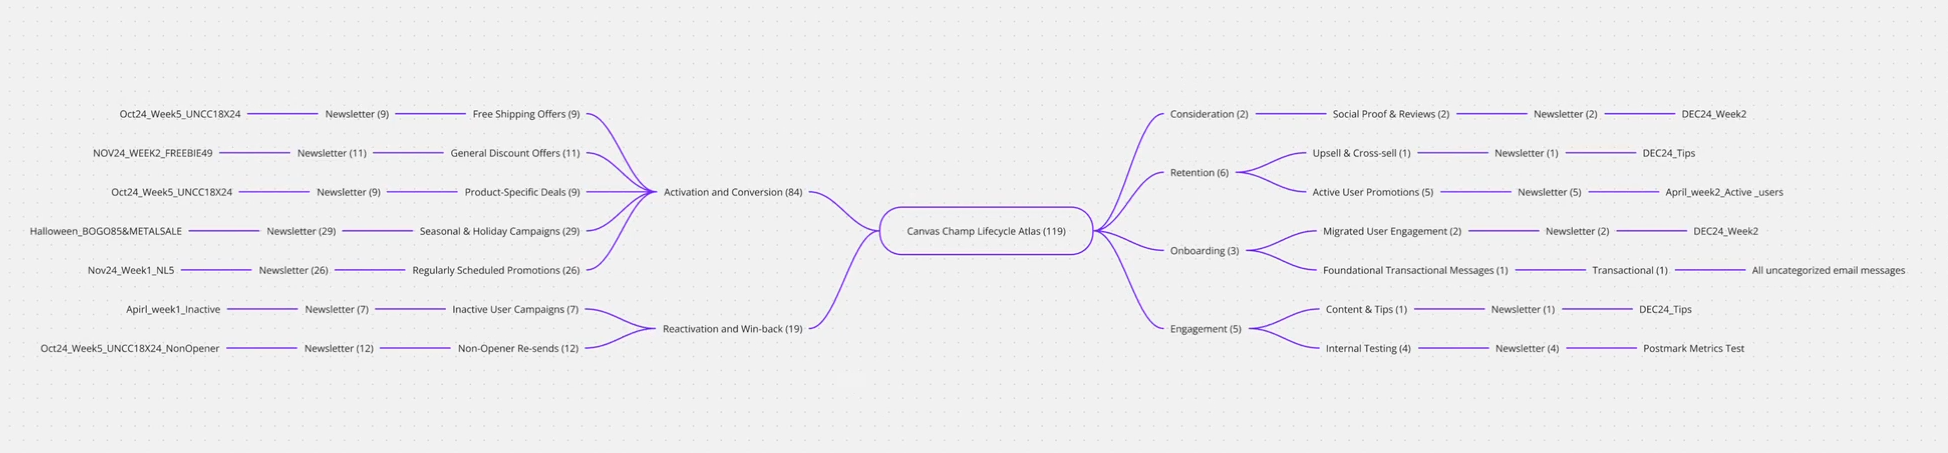 Oct24_Week5_UNCC18X24 Newsletter (9) Free Shipping Offers (9)
NOV24_WEEK2_FREEBIE49 Newsletter (11) General Discount Offers (11)
Oct24_Week5_UNCC18X24 Newsletter (9) Product-Specific Deals (9)
Halloween_BOGO85&METALSALE Newsletter (29) Seasonal & Holiday Campaigns (29)
Nov24_Week1_NL5 Newsletter (26) Regularly Scheduled Promotions (26)
Activation and Conversion (84)
Apirl_week1_Inactive Newsletter (7) Inactive User Campaigns (7)
Oct24_Week5_UNCC18X24_NonOpener Newsletter (12) Non-Opener Re-sends (12)
Reactivation and Win-back (19)
Canvas Champ Lifecycle Atlas (119)
Consideration (2) Social Proof & Reviews (2) Newsletter (2) DEC24_Week2
Retention (6)
Upsell & Cross-sell (1) Newsletter (1) DEC24_Tips
Active User Promotions (5) Newsletter (5) April_week2_Active _users
Onboarding (3)
Migrated User Engagement (2) Newsletter (2) DEC24_Week2
Foundational Transactional Messages (1) Transactional (1) All uncategorized email messages
Engagement (5)
Content & Tips (1) Newsletter (1) DEC24_Tips
Internal Testing (4) Newsletter (4) Postmark Metrics Test